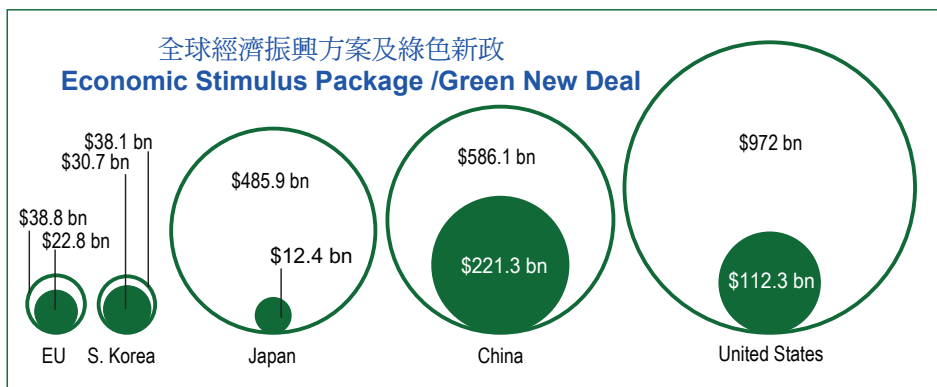 全球經濟振興方案及綠色新政
Economic Stimulus Package /Green New Deal
$38.1 bn
$30.7 bn
$38.8 bn
$22.8 bn
$485.9 bn
$12.4 bn
$586.1 bn
$221.3 bn
$972 bn
$112.3 bn
EU
S. Korea
Japan
China
United States